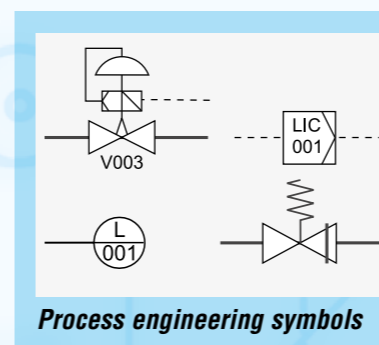 V003
LIC
001
L
001
Process engineering symbols